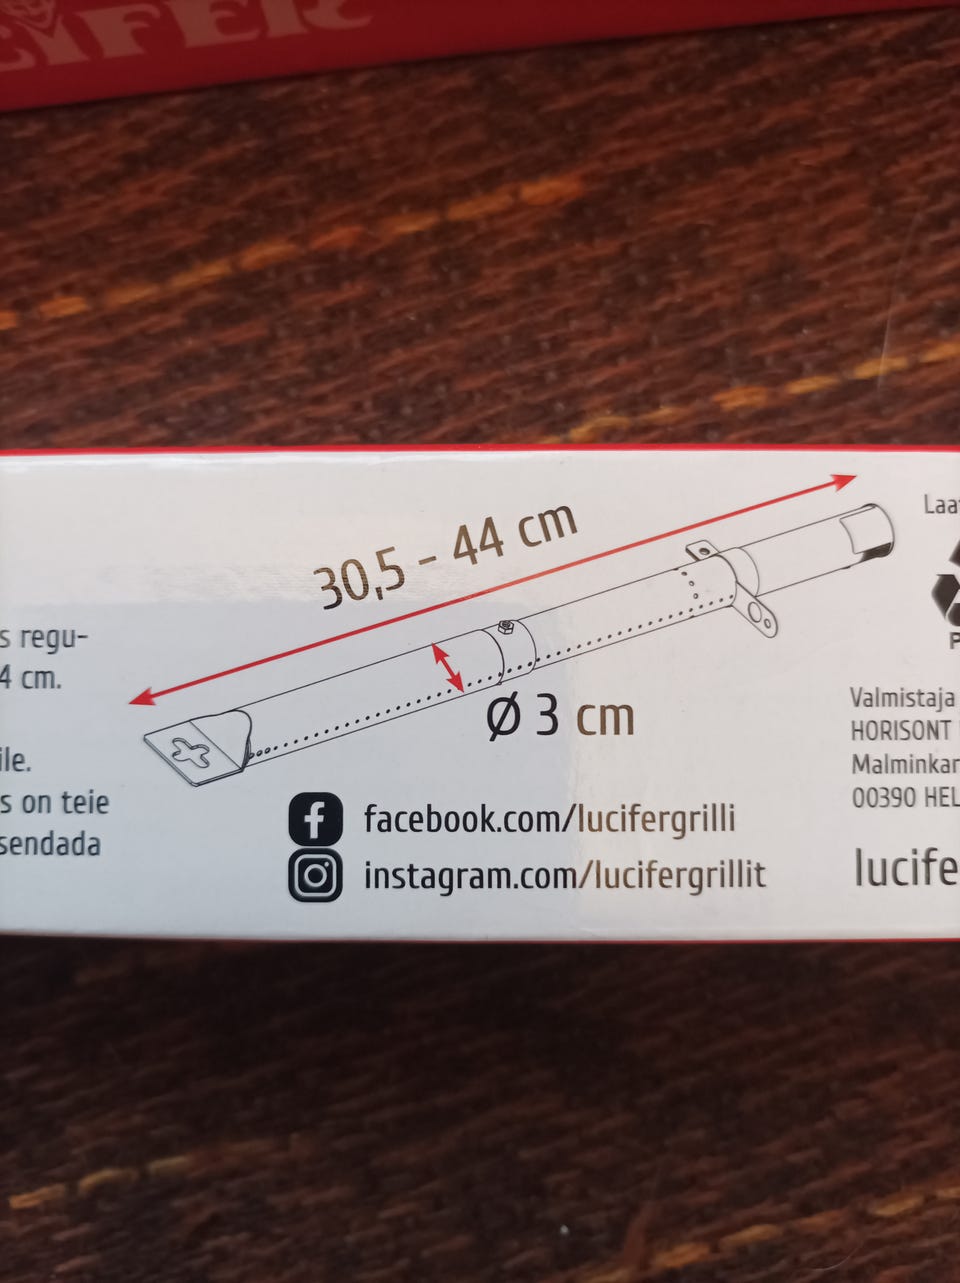 30,5 - 44 cm
Ø 3 cm
s regu-
4 cm.
ile.
s on teie
sendada
facebook.com/lucifergrilli
instagram.com/lucifergrillit
Valmistaja
HORISONT
Malminkar
00390 HEL
lucife